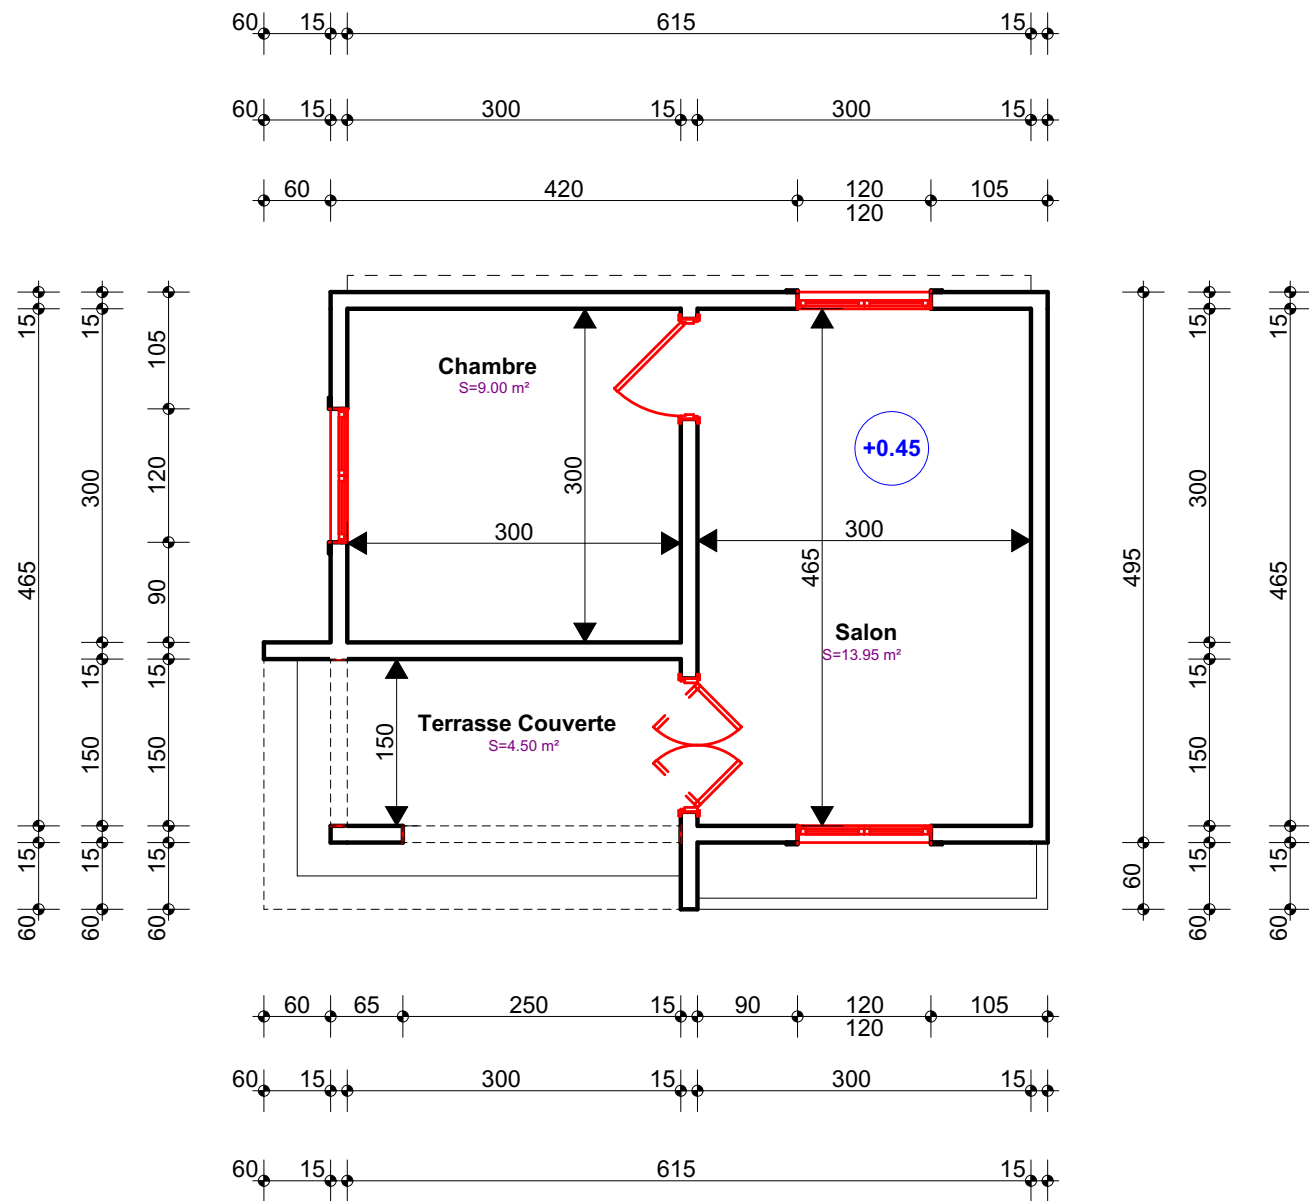 60 15 615 15
60 15 300 15 300 15
60 420 120 105
120
15 465 15 60
15 300 15 150 15 60
105 120 90 15 150 15 60
Chambre
S=9.00 m²
300
300
+0.45
300
465
Salon
S=13.95 m²
Terrasse Couverte
S=4.50 m²
150
495 60
15 300 15 150 15 60
15 465 15 60
60 65 250 15 90 120 105
120
60 15 300 15 300 15
60 15 615 15